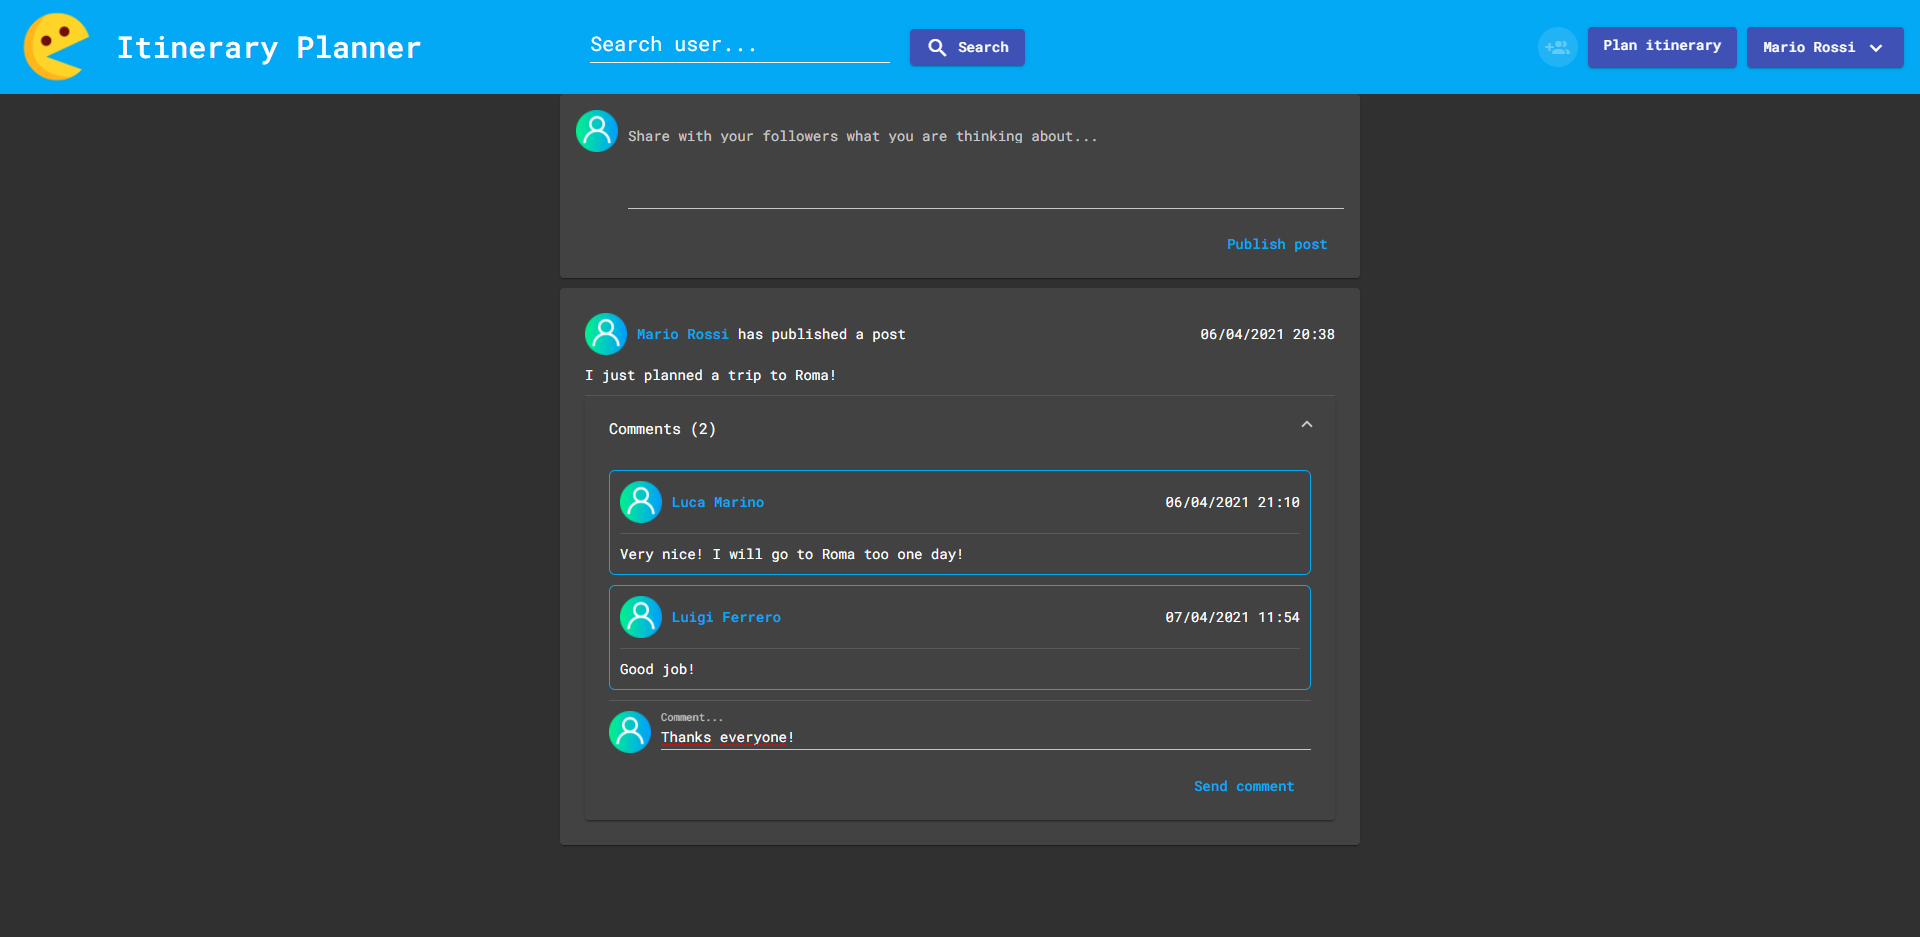 Itinerary Planner
Search user...
Search
Plan itinerary
Mario Rossi
Share with your followers what you are thinking about...
Publish post
Mario Rossi has published a post
06/04/2021 20:38
I just planned a trip to Roma!
Comments (2)
Luca Marino
06/04/2021 21:10
Very nice! I will go to Roma too one day!
Luigi Ferrero
07/04/2021 11:54
Good job!
Comment...
Thanks everyone!
Send comment